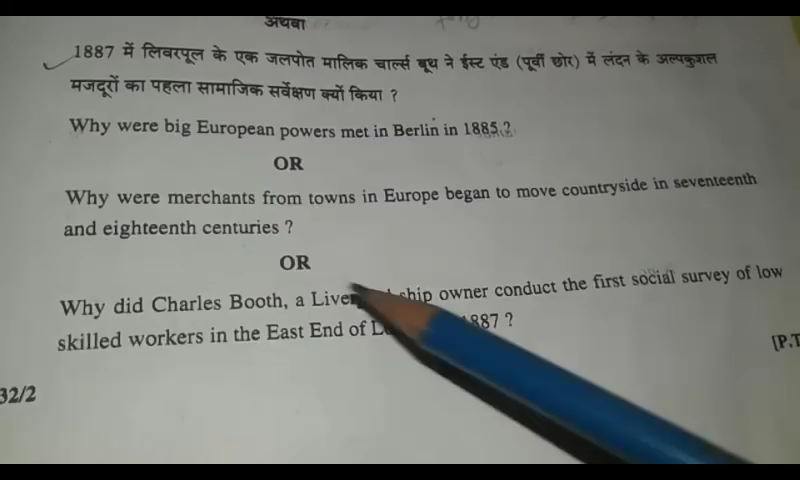 अथवा
1887 में लिवरपूल के एक जलपोत मालिक चार्ल्स बूथ ने ईस्ट एंड (पूर्वी छोर) में लंदन के अल्पकुशल
मजदूरों का पहला सामाजिक सर्वेक्षण क्यों किया ?
Why were big European powers met in Berlin in 1885 ?
OR
Why were merchants from towns in Europe began to move countryside in seventeenth
and eighteenth centuries ?
OR
Why did Charles Booth, a ship owner conduct the first social survey of low
skilled workers in the East End of 1887 ?
[P.T
32/2